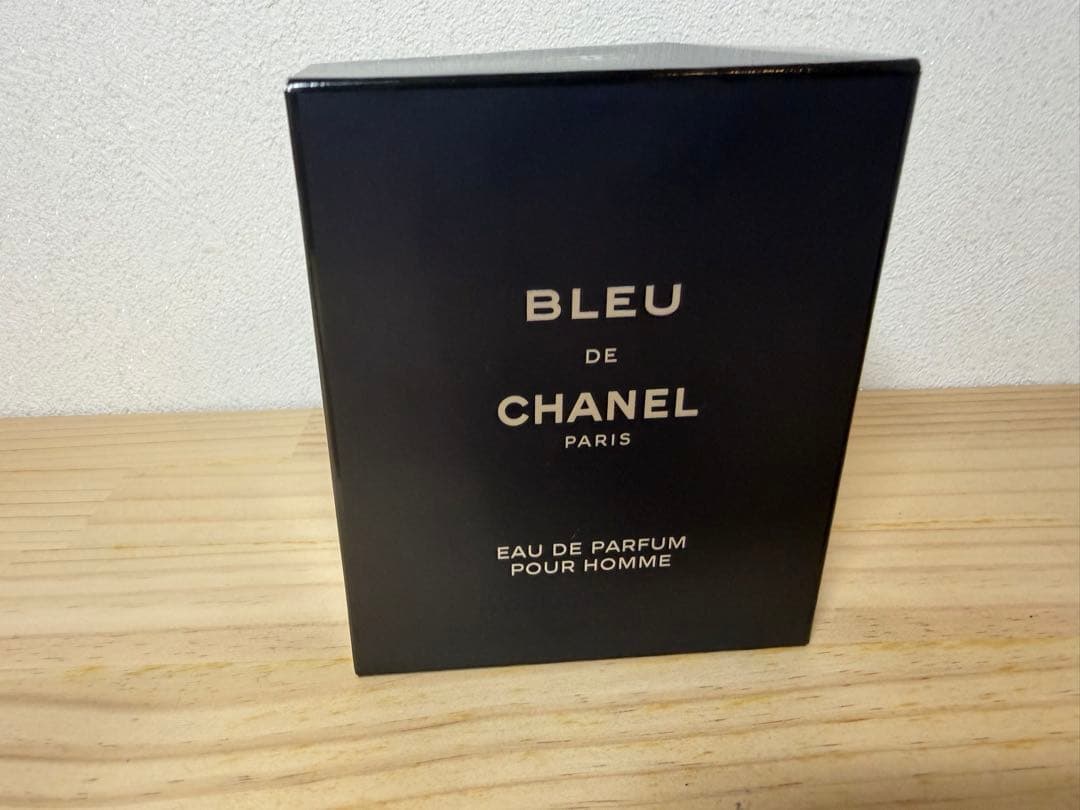 BLEU
DE
CHANEL
PARIS
EAU DE PARFUM
POUR HOMME